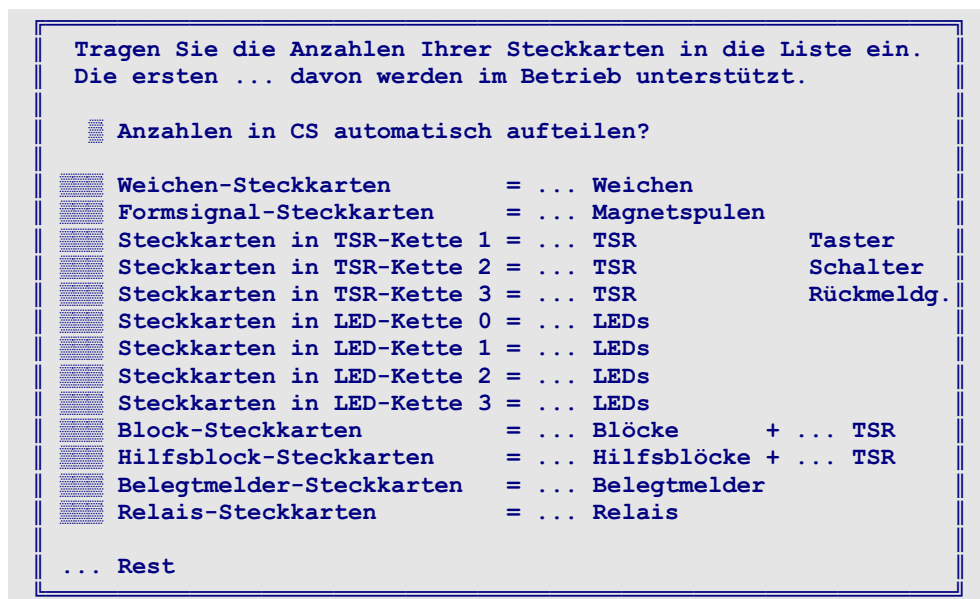 Tragen Sie die Anzahlen Ihrer Steckkarten in die Liste ein.
Die ersten ... davon werden im Betrieb unterstützt.
Anzahlen in CS automatisch aufteilen?
Weichen-Steckkarten = ... Weichen
Formsignal-Steckkarten = ... Magnetspulen
Steckkarten in TSR-Kette 1 = ... TSR Taster
Steckkarten in TSR-Kette 2 = ... TSR Schalter
Steckkarten in TSR-Kette 3 = ... TSR Rückmeldg.
Steckkarten in LED-Kette 0 = ... LEDs
Steckkarten in LED-Kette 1 = ... LEDs
Steckkarten in LED-Kette 2 = ... LEDs
Steckkarten in LED-Kette 3 = ... LEDs
Block-Steckkarten = ... Blöcke + ... TSR
Hilfsblock-Steckkarten = ... Hilfsblöcke + ... TSR
Belegtmelder-Steckkarten = ... Belegtmelder
Relais-Steckkarten = ... Relais
... Rest